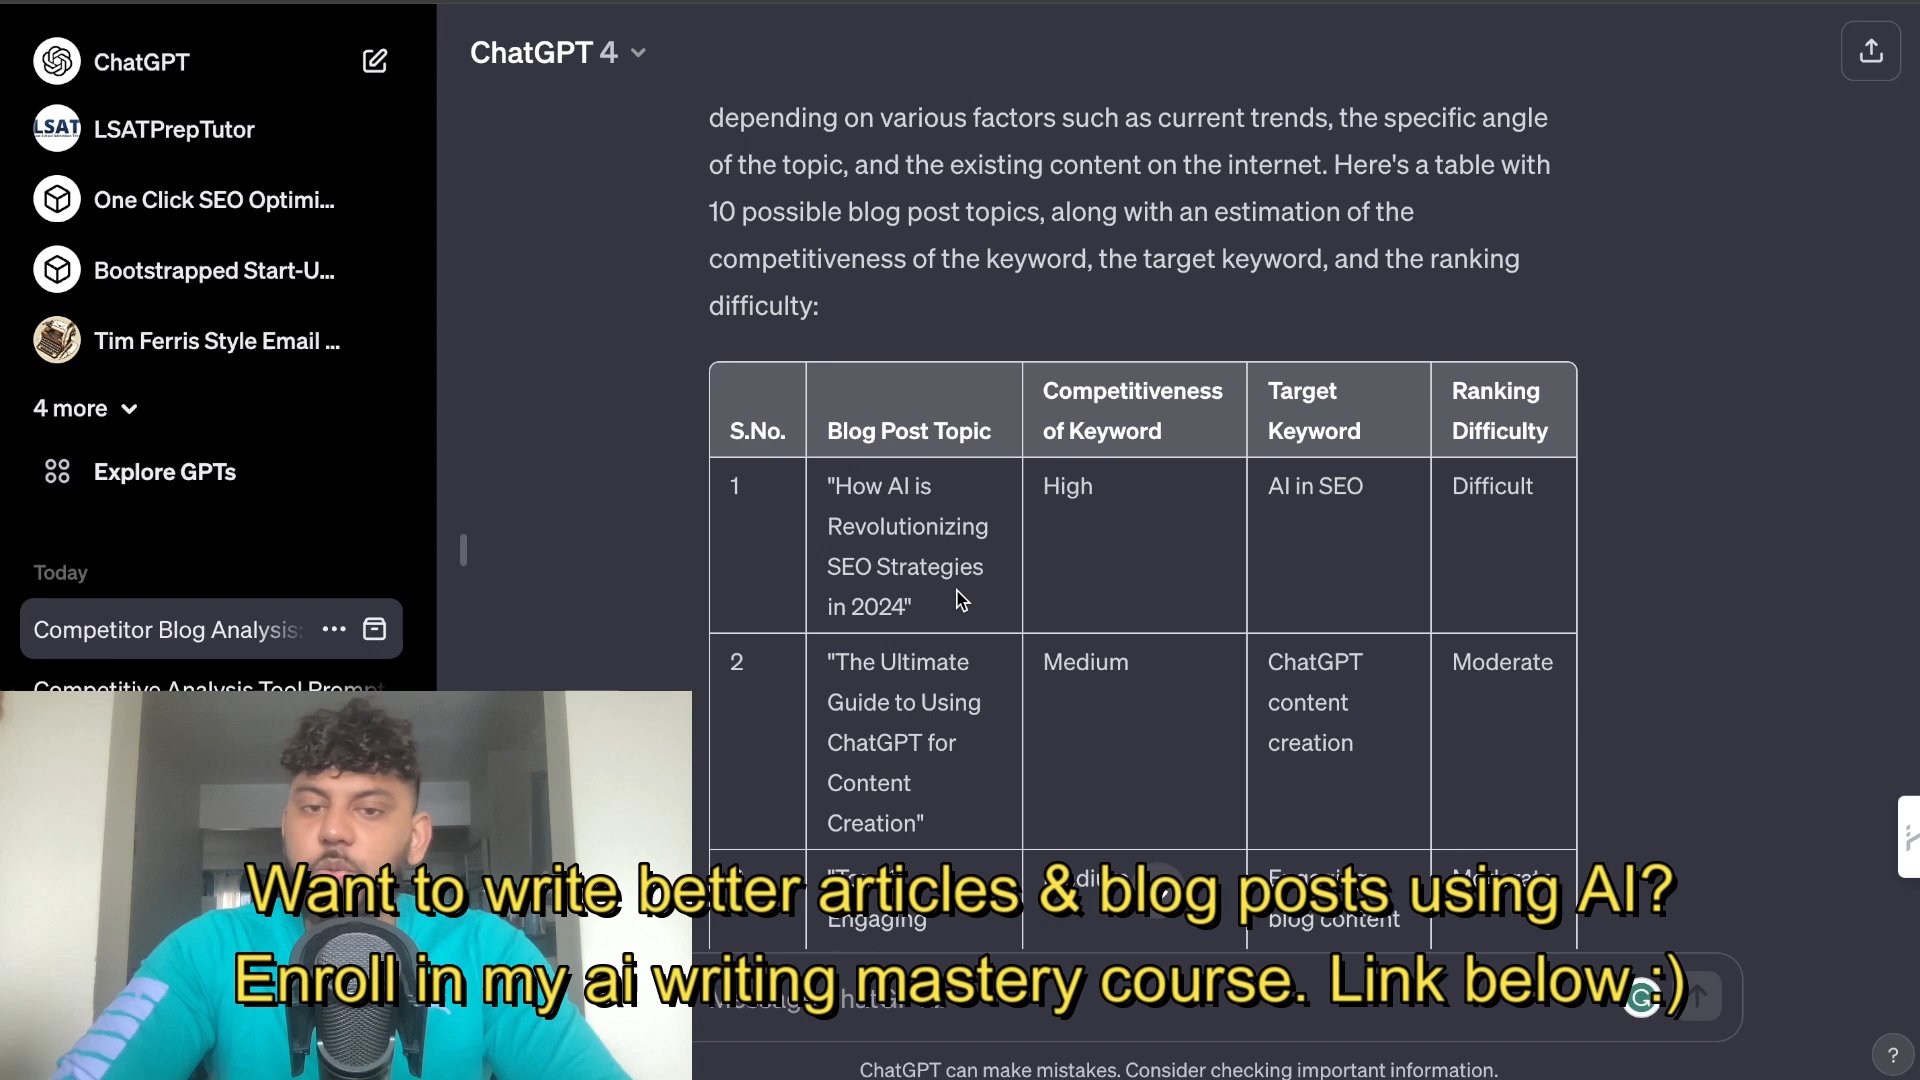 ChatGPT
LSATPrepTutor
One Click SEO Optimi...
Bootstrapped Start-U...
Tim Ferris Style Email ...
4 more
Explore GPTs
Today
Competitor Blog Analysis:
Competitive Analysis Tool Prompt
ChatGPT 4
depending on various factors such as current trends, the specific angle
of the topic, and the existing content on the internet. Here's a table with
10 possible blog post topics, along with an estimation of the
competitiveness of the keyword, the target keyword, and the ranking
difficulty:
S.No.
Blog Post Topic
Competitiveness
of Keyword
Target
Keyword
Ranking
Difficulty
1
"How AI is
Revolutionizing
SEO Strategies
in 2024"
High
AI in SEO
Difficult
2
"The Ultimate
Guide to Using
ChatGPT for
Content
Creation"
Medium
ChatGPT
content
creation
Moderate
Engaging
blog content
Want to write better articles & blog posts using AI?
Enroll in my ai writing mastery course. Link below :)
ChatGPT can make mistakes. Consider checking important information.
?
LSAT